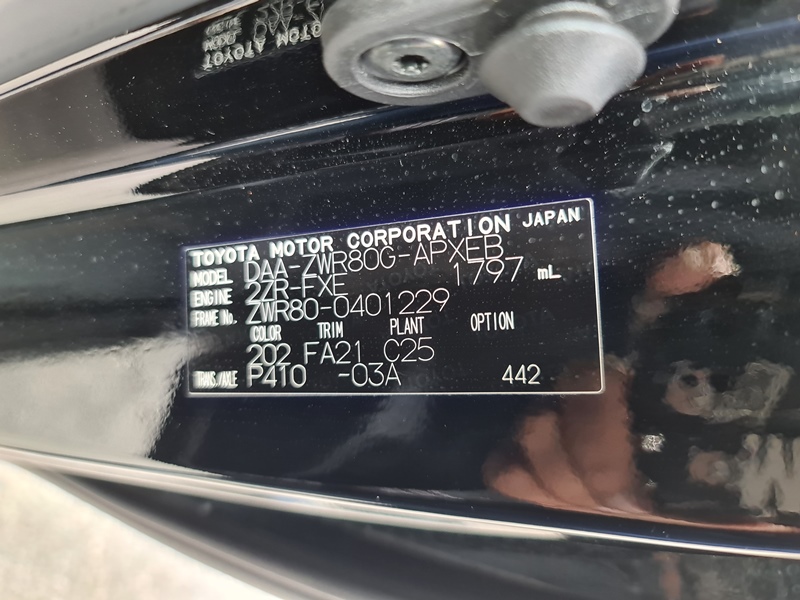 TOYOTA MOTOR CORPORATION JAPAN
MODEL DAA-ZWR80G-APXEB
ENGINE 2ZR-FXE 1797 mL
FRAME No. ZWR80-0401229
COLOR TRIM PLANT OPTION
202 FA21 C25
TRANS./AXLE P410 -03A 442